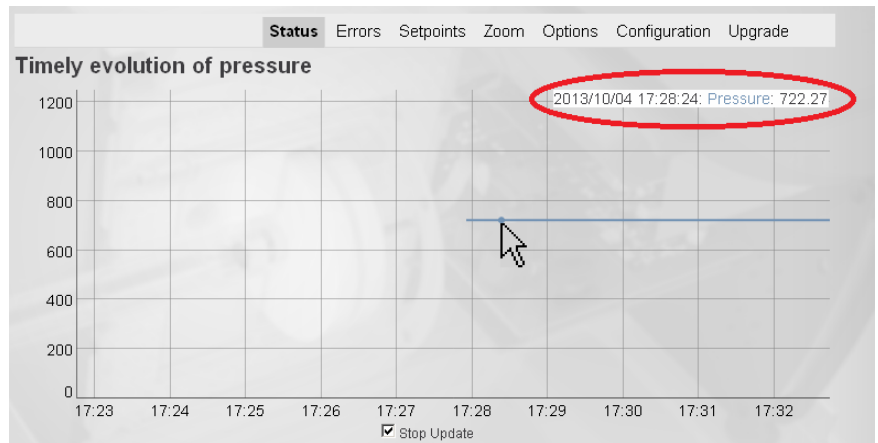 Status Errors Setpoints Zoom Options Configuration Upgrade
Timely evolution of pressure
2013/10/04 17:28:24: Pressure: 722.27
1200
1000
800
600
400
200
0
17:23 17:24 17:25 17:26 17:27 17:28 17:29 17:30 17:31 17:32
Stop Update